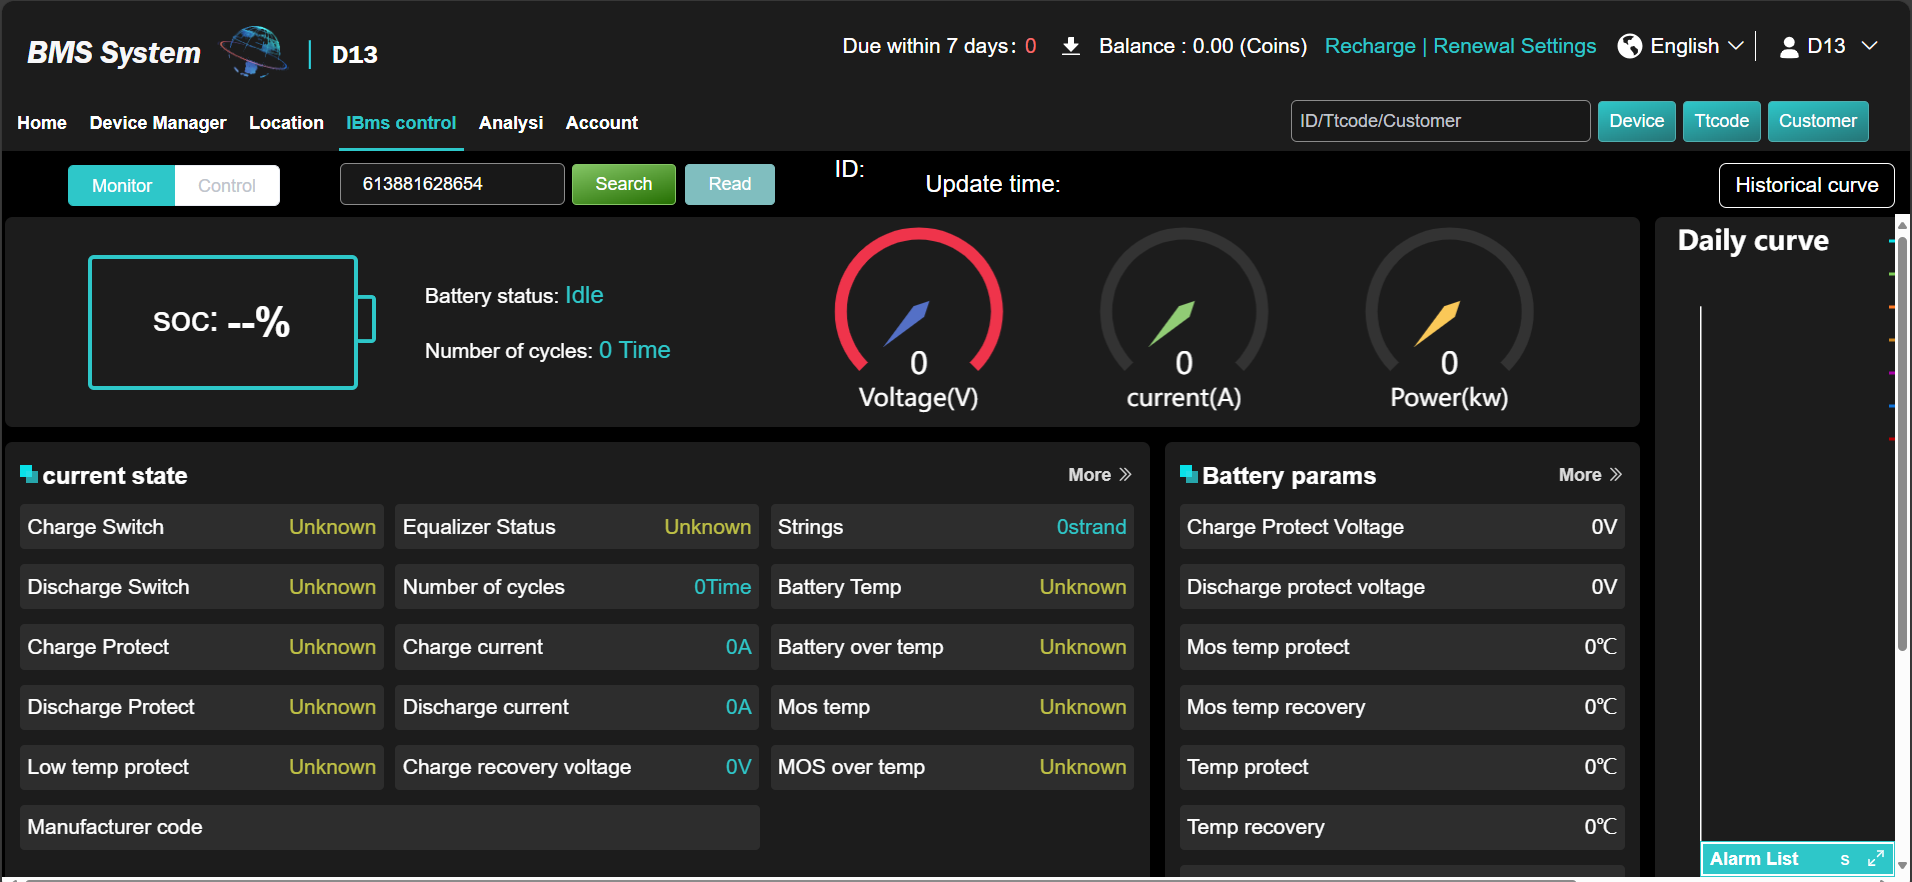 BMS System | D13
Due within 7 days: 0 Balance : 0.00 (Coins) Recharge | Renewal Settings English D13
Home Device Manager Location IBms control Analysi Account
ID/Ttcode/Customer Device Ttcode Customer
Monitor Control 613881628654 Search Read ID: Update time: Historical curve
SOC: --%
Battery status: Idle
Number of cycles: 0 Time
0
Voltage(V)
0
current(A)
0
Power(kw)
Daily curve
current state More
Charge Switch Unknown Equalizer Status Unknown Strings 0strand
Discharge Switch Unknown Number of cycles 0Time Battery Temp Unknown
Charge Protect Unknown Charge current 0A Battery over temp Unknown
Discharge Protect Unknown Discharge current 0A Mos temp Unknown
Low temp protect Unknown Charge recovery voltage 0V MOS over temp Unknown
Manufacturer code
Battery params More
Charge Protect Voltage 0V
Discharge protect voltage 0V
Mos temp protect 0℃
Mos temp recovery 0℃
Temp protect 0℃
Temp recovery 0℃
Alarm List s